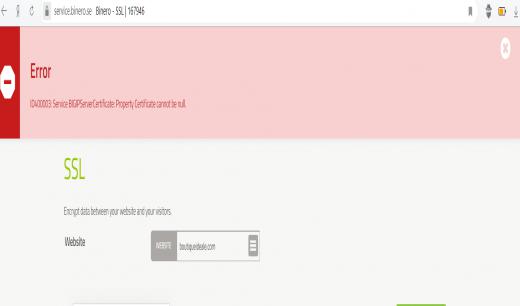 service.binero.se Binero - SSL | 167946
Error
ID400003: Service BIGIPServerCertificate: Property Certificate cannot be null.
SSL
Encrypt data between your website and your visitors.
Website
WEBSITE boutiqueideale.com